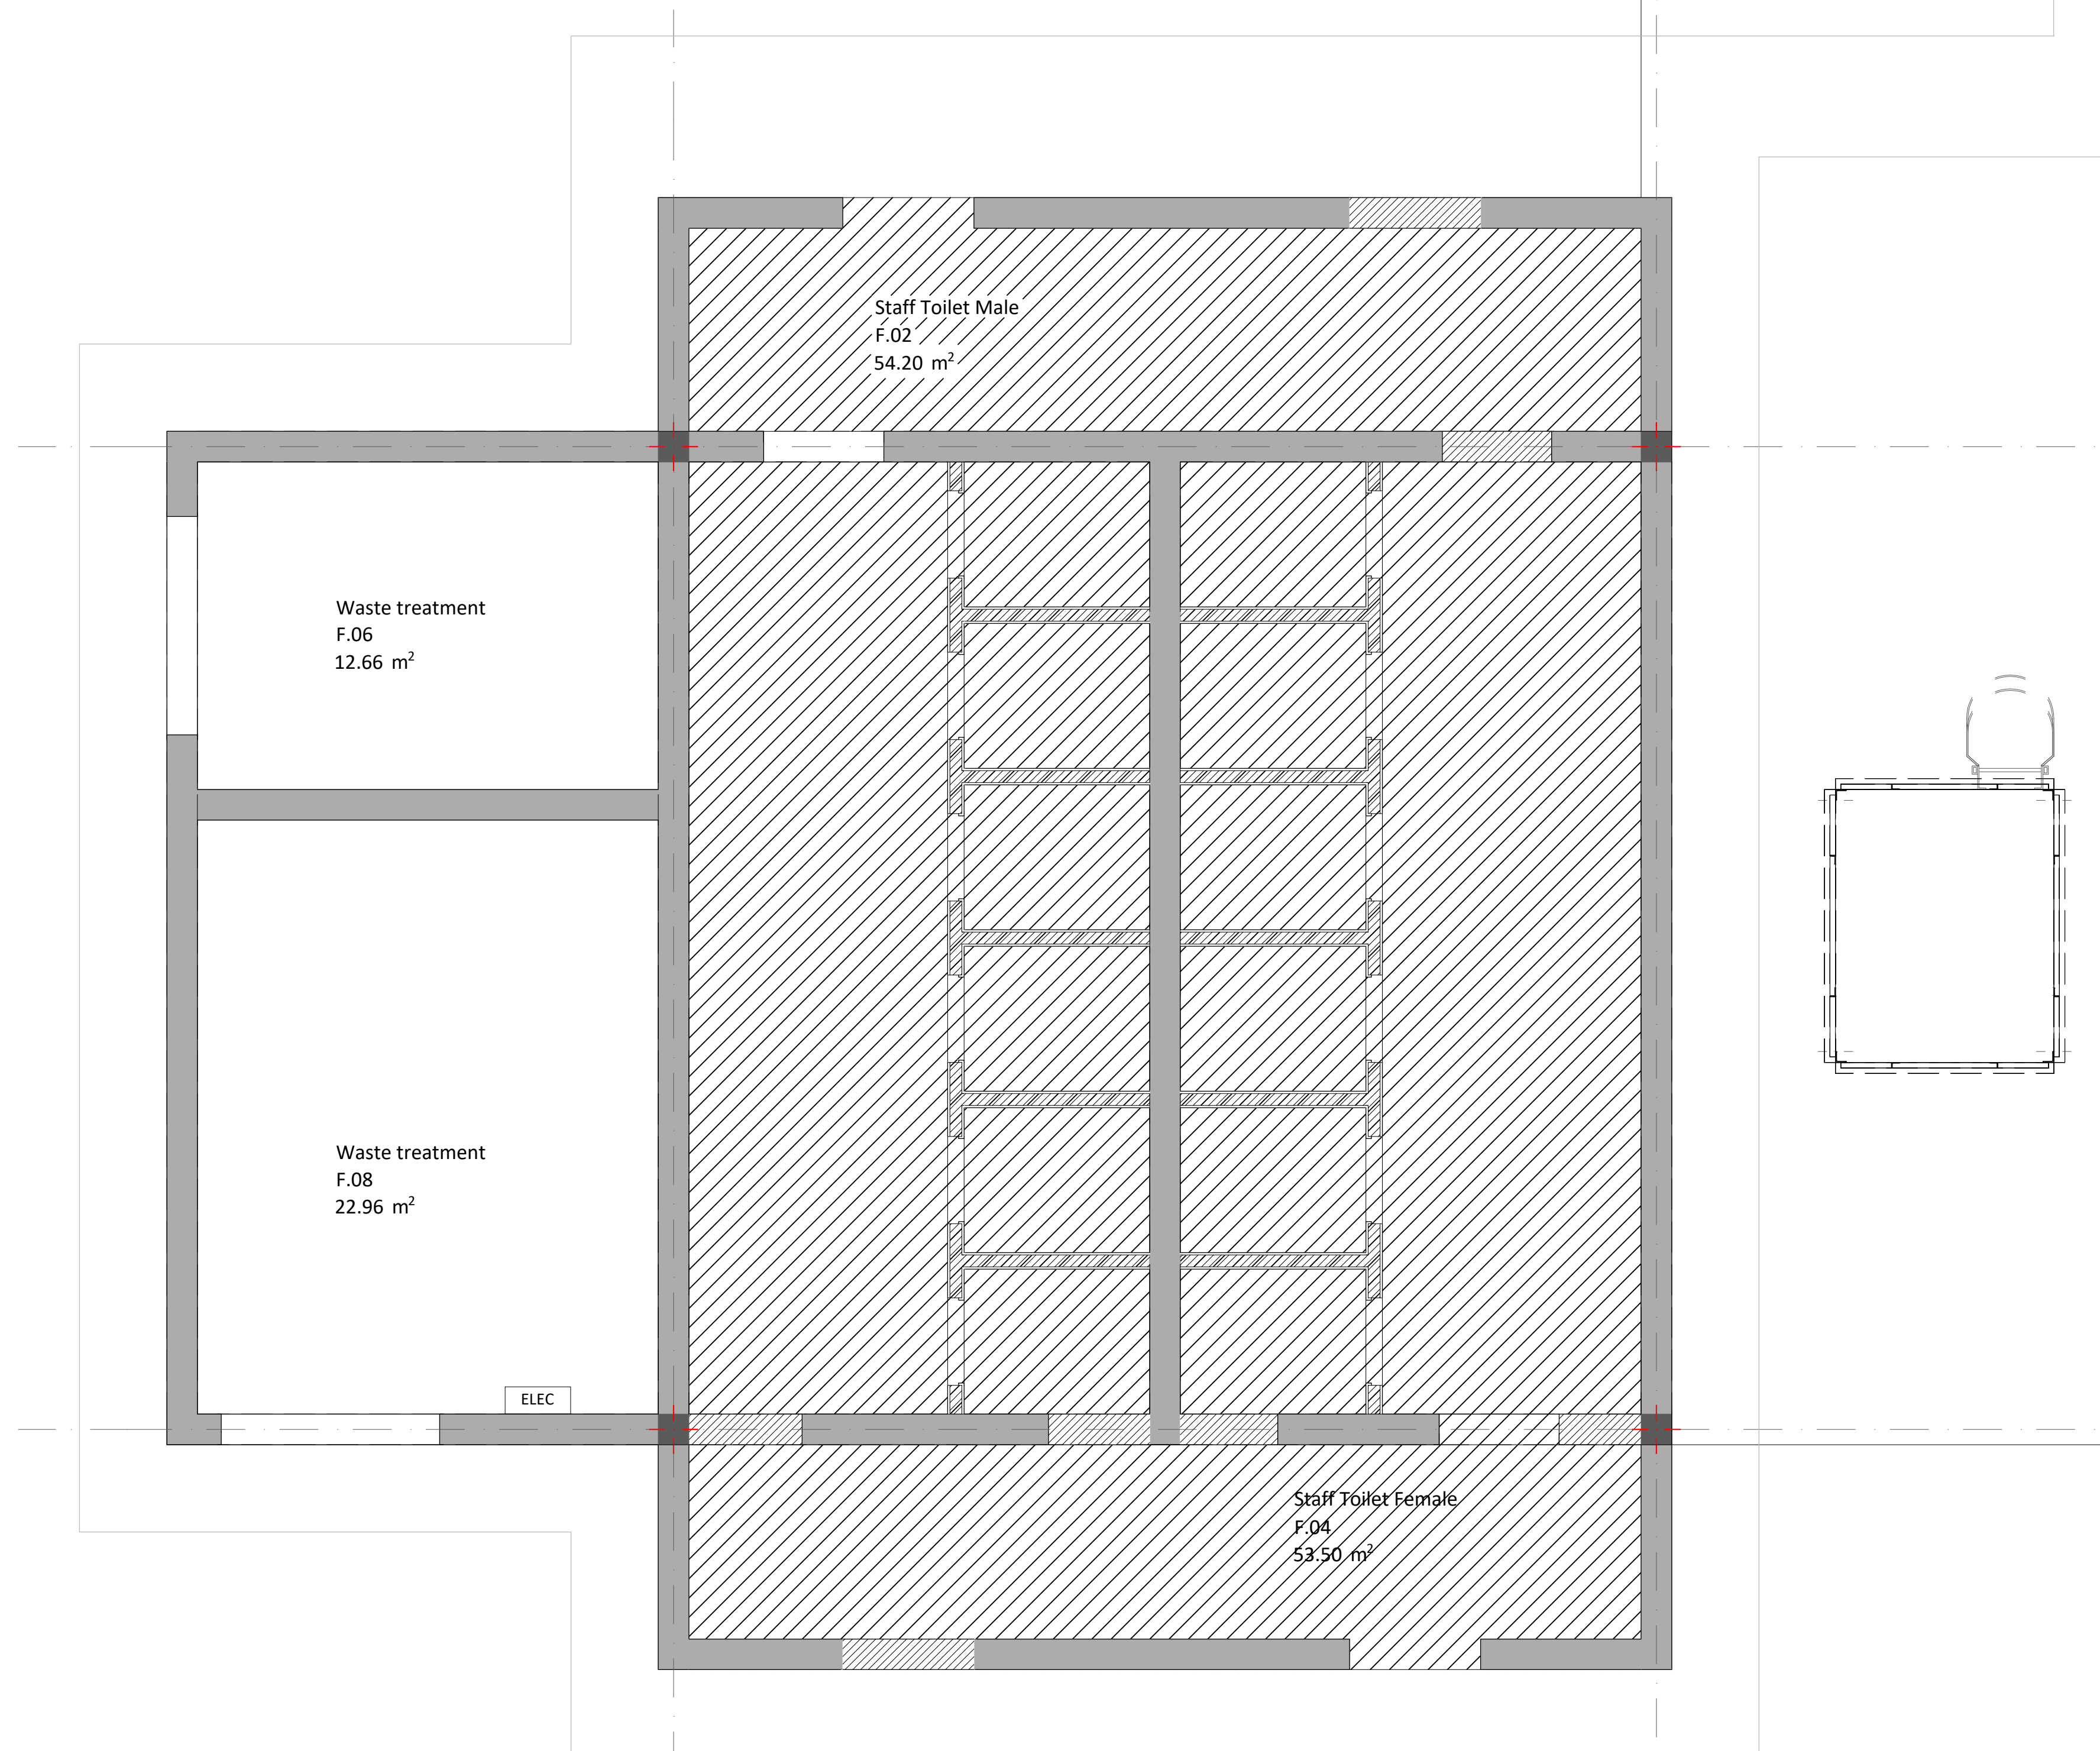 Staff Toilet Male
F.02
54.20 m²
Waste treatment
F.06
12.66 m²
Waste treatment
F.08
22.96 m²
ELEC
Staff Toilet Female
F.04
53.50 m²